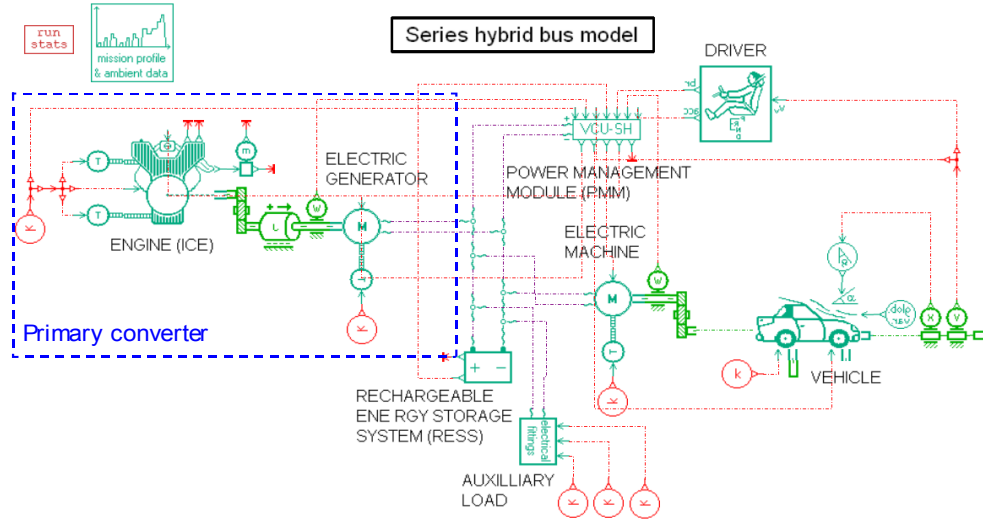 run
stats
mission profile
& ambient data
Series hybrid bus model
DRIVER
acc
VCU-SH
T
m
ELECTRIC
GENERATOR
POWER MANAGEMENT
MODULE (PMM)
W
M
T
K
ENGINE (ICE)
ELECTRIC
MACHINE
W
M
α
X
V
K
Primary converter
T
k
VEHICLE
+ -
K
RECHARGEABLE
ENE RGY STORAGE
SYSTEM (RESS)
electrical
fittings
AUXILLIARY
LOAD
K
K
K